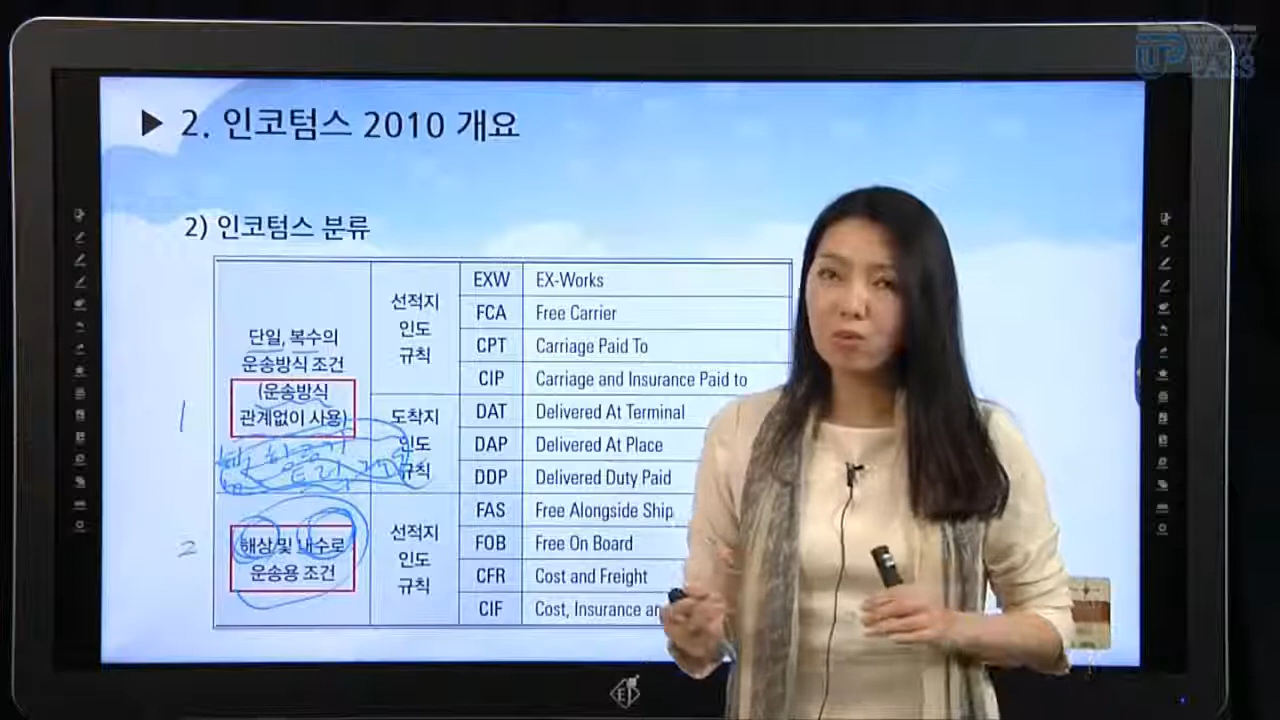 WOW
PASS
▶ 2. 인코텀스 2010 개요
2) 인코텀스 분류
단일, 복수의
운송방식 조건
(운송방식
관계없이 사용)
선적지
인도
규칙
EXW EX-Works
FCA Free Carrier
CPT Carriage Paid To
CIP Carriage and Insurance Paid to
1
도착지
인도
규칙
DAT Delivered At Terminal
DAP Delivered At Place
DDP Delivered Duty Paid
2
해상 및 내수로
운송용 조건
선적지
인도
규칙
FAS Free Alongside Ship
FOB Free On Board
CFR Cost and Freight
CIF Cost, Insurance an